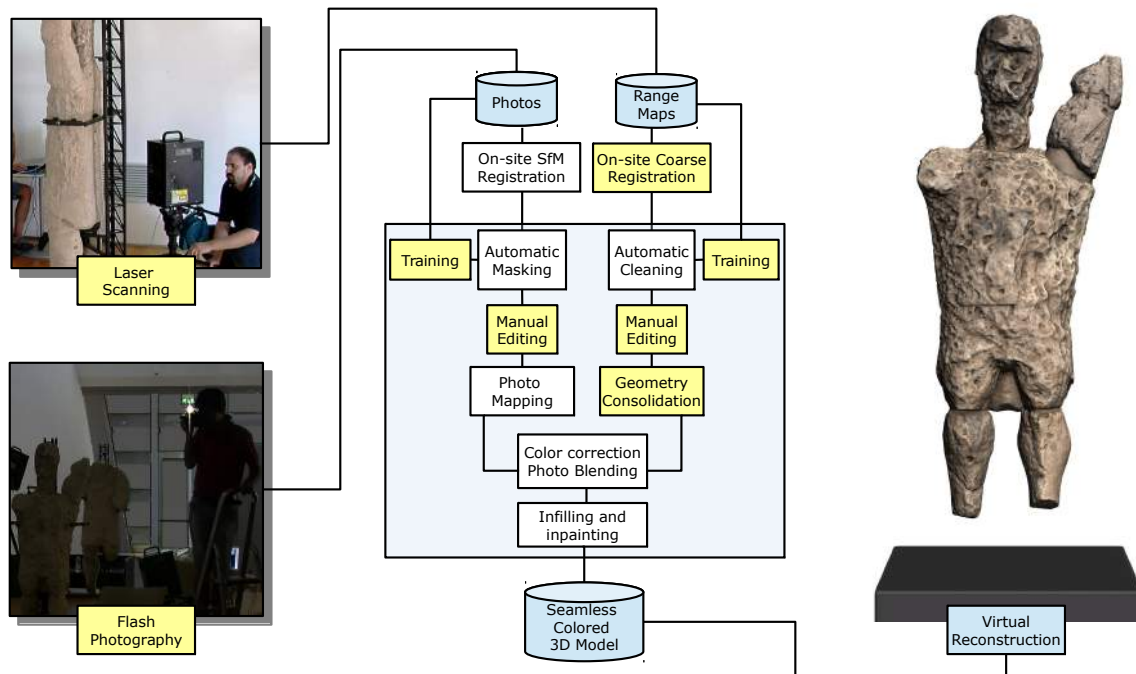 Laser
Scanning
Flash
Photography
Photos
Range
Maps
On-site SfM
Registration
On-site Coarse
Registration
Training
Automatic
Masking
Automatic
Cleaning
Training
Manual
Editing
Manual
Editing
Photo
Mapping
Geometry
Consolidation
Color correction
Photo Blending
Infilling and
inpainting
Seamless
Colored
3D Model
Virtual
Reconstruction